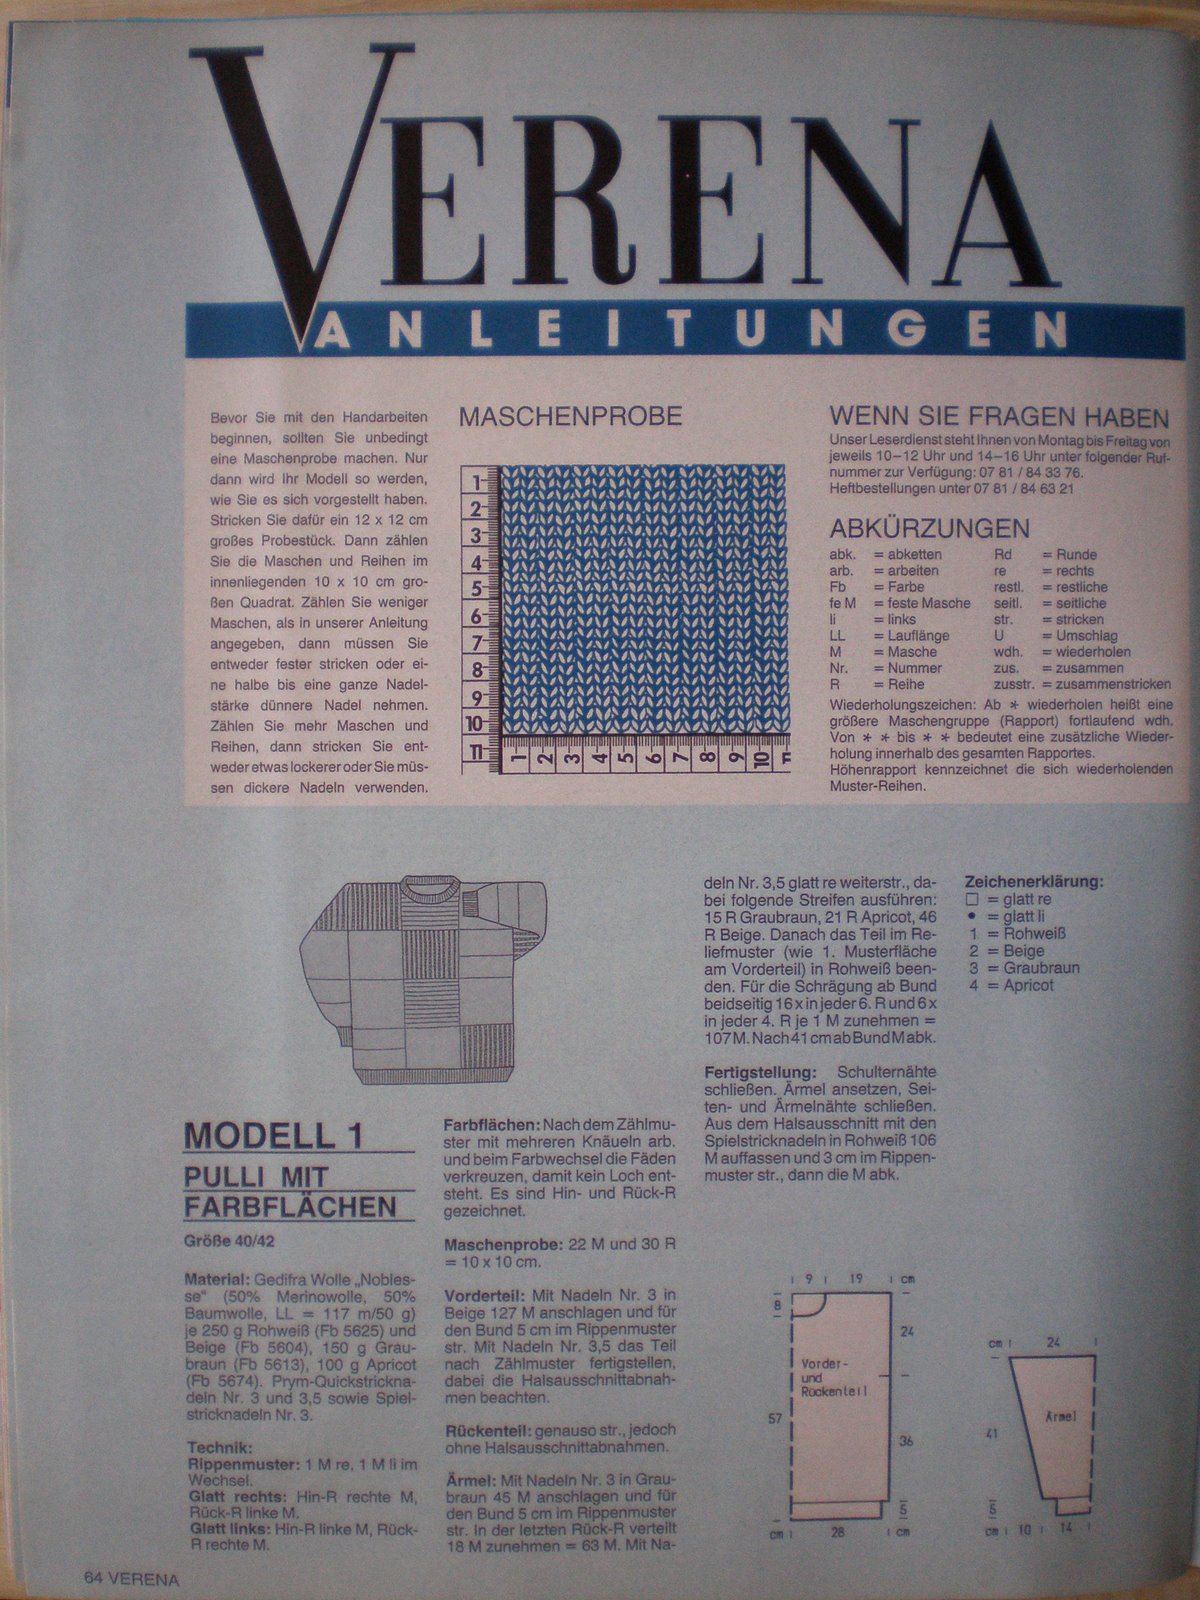 VERENA
ANLEITUNGEN
Bevor Sie mit den Handarbeiten
beginnen, sollten Sie unbedingt
eine Maschenprobe machen. Nur
dann wird Ihr Modell so werden,
wie Sie es sich vorgestellt haben.
Stricken Sie dafür ein 12 x 12 cm
großes Probestück. Dann zählen
Sie die Maschen und Reihen im
innenliegenden 10 x 10 cm gro-
ßen Quadrat. Zählen Sie weniger
Maschen, als in unserer Anleitung
angegeben, dann müssen Sie
entweder fester stricken oder ei-
ne halbe bis eine ganze Nadel-
stärke dünnere Nadel nehmen.
Zählen Sie mehr Maschen und
Reihen, dann stricken Sie ent-
weder etwas lockerer oder Sie müs-
sen dickere Nadeln verwenden.
MASCHENPROBE
1
2
3
4
5
6
7
8
9
10
11
1 2 3 4 5 6 7 8 9 10
WENN SIE FRAGEN HABEN
Unser Leserdienst steht Ihnen von Montag bis Freitag von
jeweils 10–12 Uhr und 14–16 Uhr unter folgender Ruf-
nummer zur Verfügung: 07 81 / 84 33 76.
Heftbestellungen unter 07 81 / 84 63 21
ABKÜRZUNGEN
abk. = abketten Rd = Runde
arb. = arbeiten re = rechts
Fb = Farbe restl. = restliche
fe M = feste Masche seitl. = seitliche
li = links str. = stricken
LL = Lauflänge U = Umschlag
M = Masche wdh. = wiederholen
Nr. = Nummer zus. = zusammen
R = Reihe zusstr. = zusammenstricken
Wiederholungszeichen: Ab * wiederholen heißt eine
größere Maschengruppe (Rapport) fortlaufend wdh.
Von * * bis * * bedeutet eine zusätzliche Wieder-
holung innerhalb des gesamten Rapportes.
Höhenrapport kennzeichnet die sich wiederholenden
Muster-Reihen.
MODELL 1
PULLI MIT
FARBFLÄCHEN
Größe 40/42
Material: Gedifra Wolle „Nobles-
se“ (50% Merinowolle, 50%
Baumwolle, LL = 117 m/50 g)
je 250 g Rohweiß (Fb 5625) und
Beige (Fb 5604), 150 g Grau-
braun (Fb 5613), 100 g Apricot
(Fb 5674). Prym-Quickstrickna-
deln Nr. 3 und 3,5 sowie Spiel-
stricknadeln Nr. 3.
Technik:
Rippenmuster: 1 M re, 1 M li im
Wechsel.
Glatt rechts: Hin-R rechte M,
Rück-R linke M.
Glatt links: Hin-R linke M, Rück-
R rechte M.
Farbflächen: Nach dem Zählmu-
ster mit mehreren Knäueln arb.
und beim Farbwechsel die Fäden
verkreuzen, damit kein Loch ent-
steht. Es sind Hin- und Rück-R
gezeichnet.
Maschenprobe: 22 M und 30 R
= 10 x 10 cm.
Vorderteil: Mit Nadeln Nr. 3 in
Beige 127 M anschlagen und für
den Bund 5 cm im Rippenmuster
str. Mit Nadeln Nr. 3,5 das Teil
nach Zählmuster fertigstellen,
dabei die Halsausschnittabnah-
men beachten.
Rückenteil: genauso str., jedoch
ohne Halsausschnittabnahmen.
Ärmel: Mit Nadeln Nr. 3 in Grau-
braun 45 M anschlagen und für
den Bund 5 cm im Rippenmuster
str. In der letzten Rück-R verteilt
18 M zunehmen = 63 M. Mit Na-
deln Nr. 3,5 glatt re weiterstr., da-
bei folgende Streifen ausführen:
15 R Graubraun, 21 R Apricot, 46
R Beige. Danach das Teil im Re-
liefmuster (wie 1. Musterfläche
am Vorderteil) in Rohweiß been-
den. Für die Schrägung ab Bund
beidseitig 16 x in jeder 6. R und 6 x
in jeder 4. R je 1 M zunehmen =
107 M. Nach 41 cm ab Bund M abk.
Fertigstellung: Schulternähte
schließen. Ärmel ansetzen, Sei-
ten- und Ärmelnähte schließen.
Aus dem Halsausschnitt mit den
Spielstricknadeln in Rohweiß 106
M auffassen und 3 cm im Rippen-
muster str., dann die M abk.
Zeichenerklärung:
□ = glatt re
● = glatt li
1 = Rohweiß
2 = Beige
3 = Graubraun
4 = Apricot
9 19 cm
8
24
Vorder-
und
Rückenteil
57
36
5
cm 28 cm
cm 24
Ärmel
41
5
cm 10 14
64 VERENA